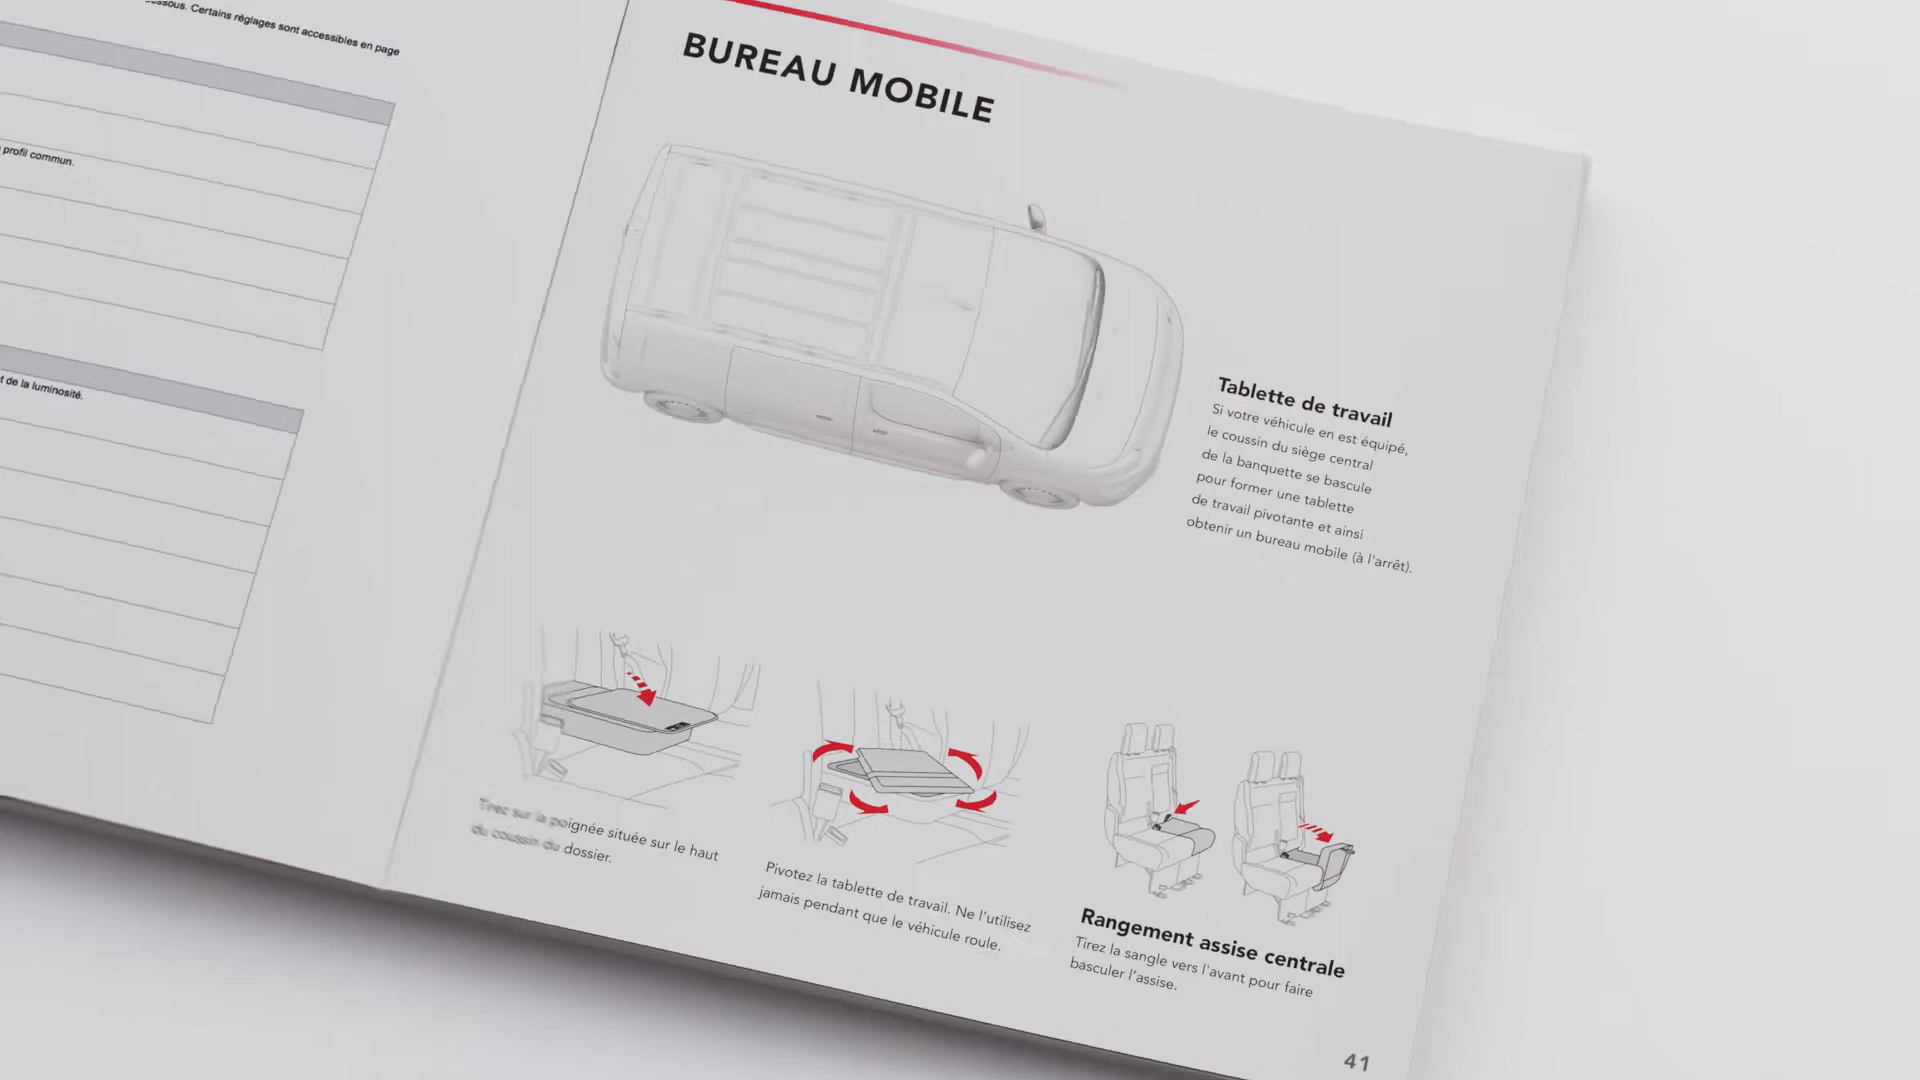 ssous. Certains réglages sont accessibles en page
profil commun.
t de la luminosité.
BUREAU MOBILE
Tablette de travail
Si votre véhicule en est équipé,
le coussin du siège central
de la banquette se bascule
pour former une tablette
de travail pivotante et ainsi
obtenir un bureau mobile (à l'arrêt).
Tirez sur la poignée située sur le haut
du coussin du dossier.
Pivotez la tablette de travail. Ne l'utilisez
jamais pendant que le véhicule roule.
Rangement assise centrale
Tirez la sangle vers l'avant pour faire
basculer l'assise.
41